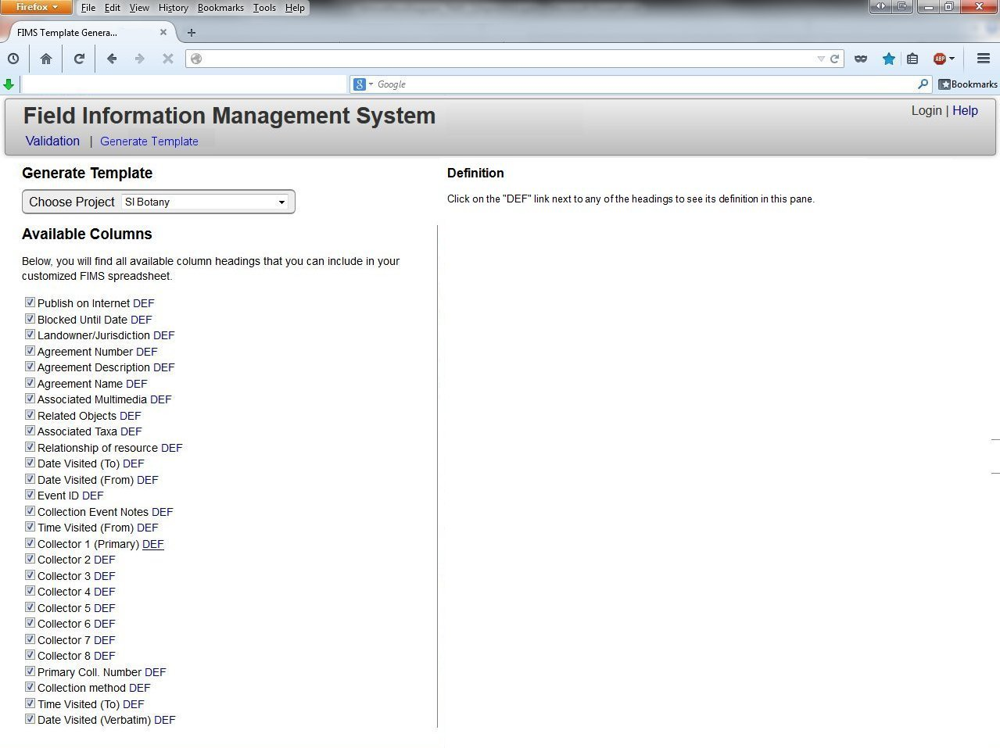 Firefox
File Edit View History Bookmarks Tools Help
FIMS Template Genera...
ABP
Google
Bookmarks
Field Information Management System
Login | Help
Validation | Generate Template
Generate Template
Definition
Choose Project SI Botany
Click on the "DEF" link next to any of the headings to see its definition in this pane.
Available Columns
Below, you will find all available column headings that you can include in your
customized FIMS spreadsheet.
Publish on Internet DEF
Blocked Until Date DEF
Landowner/Jurisdiction DEF
Agreement Number DEF
Agreement Description DEF
Agreement Name DEF
Associated Multimedia DEF
Related Objects DEF
Associated Taxa DEF
Relationship of resource DEF
Date Visited (To) DEF
Date Visited (From) DEF
Event ID DEF
Collection Event Notes DEF
Time Visited (From) DEF
Collector 1 (Primary) DEF
Collector 2 DEF
Collector 3 DEF
Collector 4 DEF
Collector 5 DEF
Collector 6 DEF
Collector 7 DEF
Collector 8 DEF
Primary Coll. Number DEF
Collection method DEF
Time Visited (To) DEF
Date Visited (Verbatim) DEF